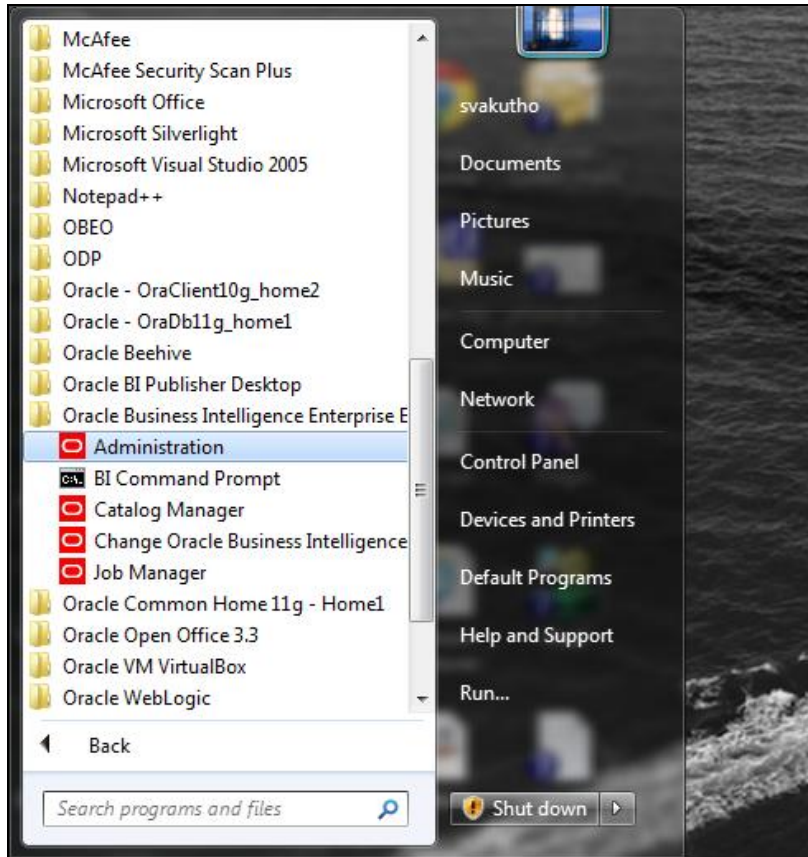 McAfee
McAfee Security Scan Plus
Microsoft Office
Microsoft Silverlight
Microsoft Visual Studio 2005
Notepad++
OBEO
ODP
Oracle - OraClient10g_home2
Oracle - OraDb11g_home1
Oracle Beehive
Oracle BI Publisher Desktop
Oracle Business Intelligence Enterprise E
Administration
C:\.
BI Command Prompt
Catalog Manager
Change Oracle Business Intelligence
Job Manager
Oracle Common Home 11g - Home1
Oracle Open Office 3.3
Oracle VM VirtualBox
Oracle WebLogic
Back
Search programs and files
svakutho
Documents
Pictures
Music
Computer
Network
Control Panel
Devices and Printers
Default Programs
Help and Support
Run...
Shut down